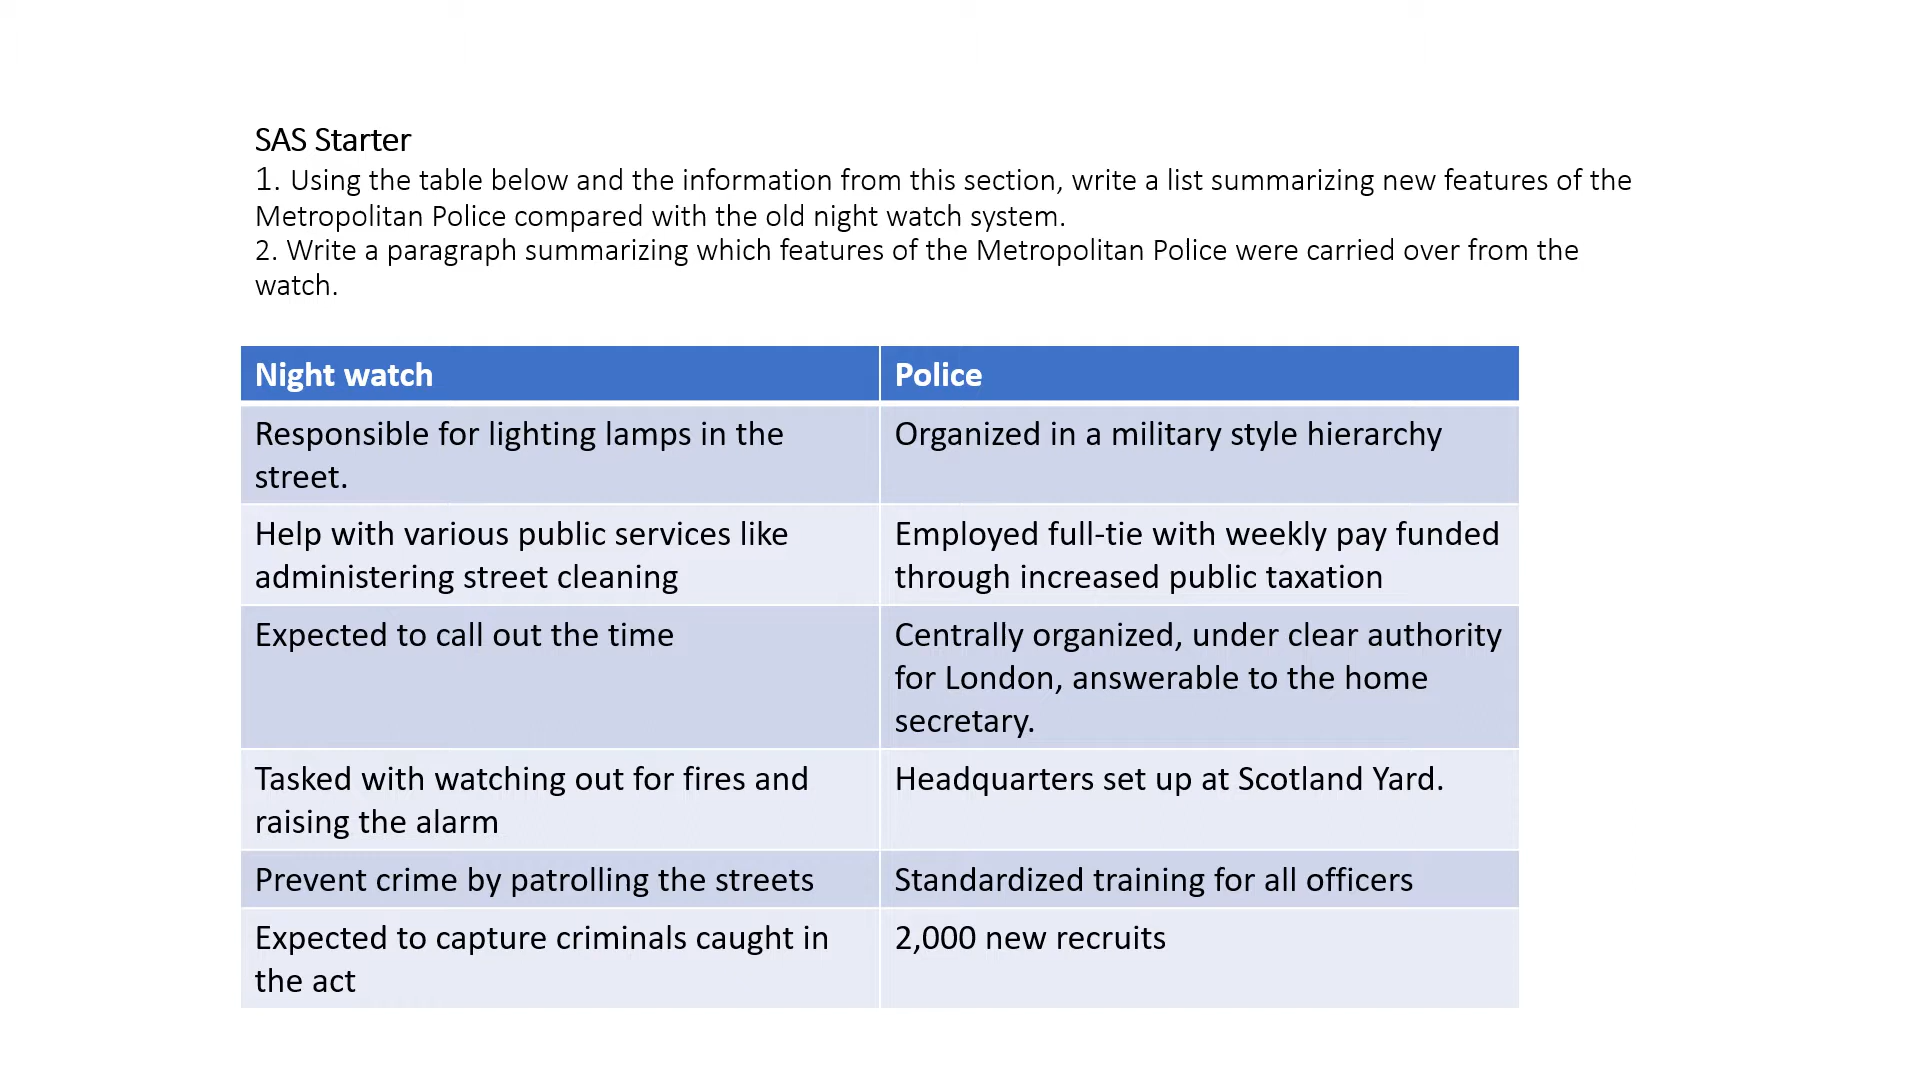 SAS Starter
1. Using the table below and the information from this section, write a list summarizing new features of the
Metropolitan Police compared with the old night watch system.
2. Write a paragraph summarizing which features of the Metropolitan Police were carried over from the
watch.
Night watch
Police
Responsible for lighting lamps in the
street.
Organized in a military style hierarchy
Help with various public services like
administering street cleaning
Employed full-tie with weekly pay funded
through increased public taxation
Expected to call out the time
Centrally organized, under clear authority
for London, answerable to the home
secretary.
Tasked with watching out for fires and
raising the alarm
Headquarters set up at Scotland Yard.
Prevent crime by patrolling the streets
Standardized training for all officers
Expected to capture criminals caught in
the act
2,000 new recruits